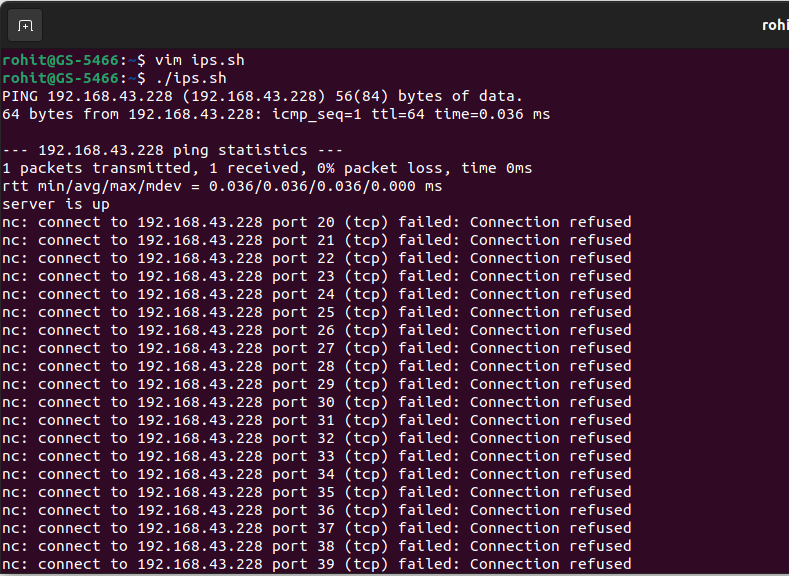 rohi
rohit@GS-5466:~$ vim ips.sh
rohit@GS-5466:~$ ./ips.sh
PING 192.168.43.228 (192.168.43.228) 56(84) bytes of data.
64 bytes from 192.168.43.228: icmp_seq=1 ttl=64 time=0.036 ms

--- 192.168.43.228 ping statistics ---
1 packets transmitted, 1 received, 0% packet loss, time 0ms
rtt min/avg/max/mdev = 0.036/0.036/0.036/0.000 ms
server is up
nc: connect to 192.168.43.228 port 20 (tcp) failed: Connection refused
nc: connect to 192.168.43.228 port 21 (tcp) failed: Connection refused
nc: connect to 192.168.43.228 port 22 (tcp) failed: Connection refused
nc: connect to 192.168.43.228 port 23 (tcp) failed: Connection refused
nc: connect to 192.168.43.228 port 24 (tcp) failed: Connection refused
nc: connect to 192.168.43.228 port 25 (tcp) failed: Connection refused
nc: connect to 192.168.43.228 port 26 (tcp) failed: Connection refused
nc: connect to 192.168.43.228 port 27 (tcp) failed: Connection refused
nc: connect to 192.168.43.228 port 28 (tcp) failed: Connection refused
nc: connect to 192.168.43.228 port 29 (tcp) failed: Connection refused
nc: connect to 192.168.43.228 port 30 (tcp) failed: Connection refused
nc: connect to 192.168.43.228 port 31 (tcp) failed: Connection refused
nc: connect to 192.168.43.228 port 32 (tcp) failed: Connection refused
nc: connect to 192.168.43.228 port 33 (tcp) failed: Connection refused
nc: connect to 192.168.43.228 port 34 (tcp) failed: Connection refused
nc: connect to 192.168.43.228 port 35 (tcp) failed: Connection refused
nc: connect to 192.168.43.228 port 36 (tcp) failed: Connection refused
nc: connect to 192.168.43.228 port 37 (tcp) failed: Connection refused
nc: connect to 192.168.43.228 port 38 (tcp) failed: Connection refused
nc: connect to 192.168.43.228 port 39 (tcp) failed: Connection refused